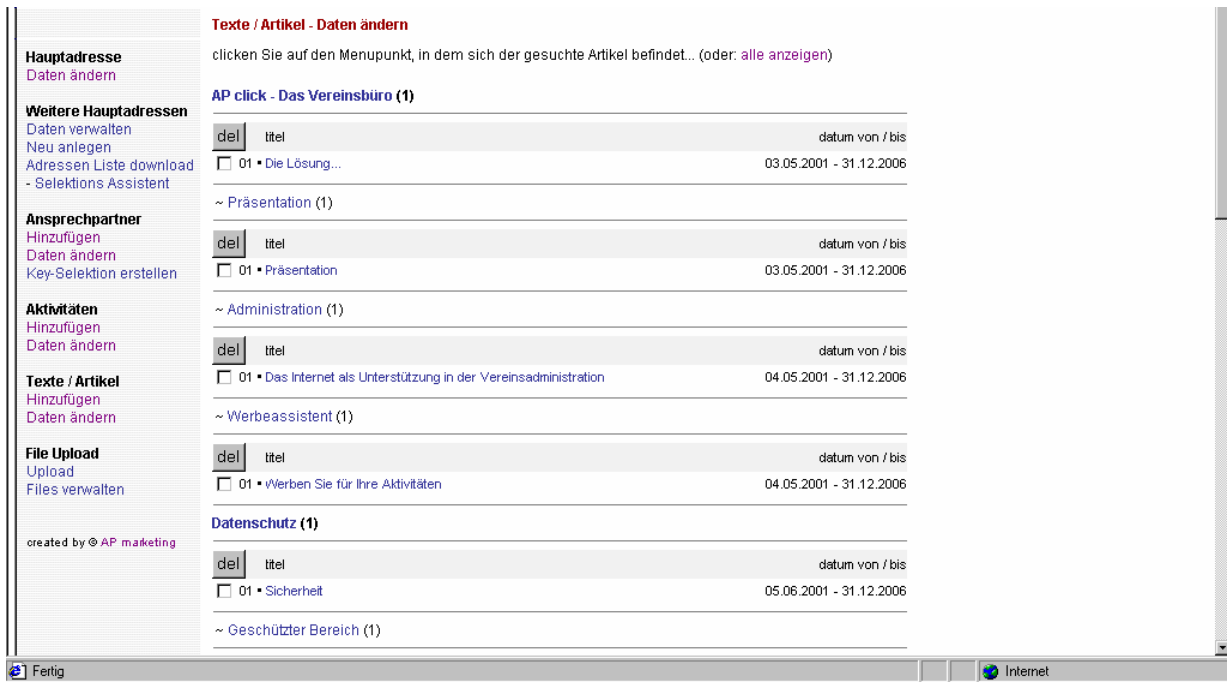 Texte / Artikel - Daten ändern
clicken Sie auf den Menupunkt, in dem sich der gesuchte Artikel befindet... (oder: alle anzeigen)
Hauptadresse
Daten ändern
Weitere Hauptadressen
Daten verwalten
Neu anlegen
Adressen Liste download
- Selektions Assistent
Ansprechpartner
Hinzufügen
Daten ändern
Key-Selektion erstellen
Aktivitäten
Hinzufügen
Daten ändern
Texte / Artikel
Hinzufügen
Daten ändern
File Upload
Upload
Files verwalten
created by © AP marketing
AP click - Das Vereinsbüro (1)
del titel datum von / bis
01 ▪ Die Lösung... 03.05.2001 - 31.12.2006
~ Präsentation (1)
del titel datum von / bis
01 ▪ Präsentation 03.05.2001 - 31.12.2006
~ Administration (1)
del titel datum von / bis
01 ▪ Das Internet als Unterstützung in der Vereinsadministration 04.05.2001 - 31.12.2006
~ Werbeassistent (1)
del titel datum von / bis
01 ▪ Werben Sie für Ihre Aktivitäten 04.05.2001 - 31.12.2006
Datenschutz (1)
del titel datum von / bis
01 ▪ Sicherheit 05.06.2001 - 31.12.2006
~ Geschützter Bereich (1)
Fertig
Internet